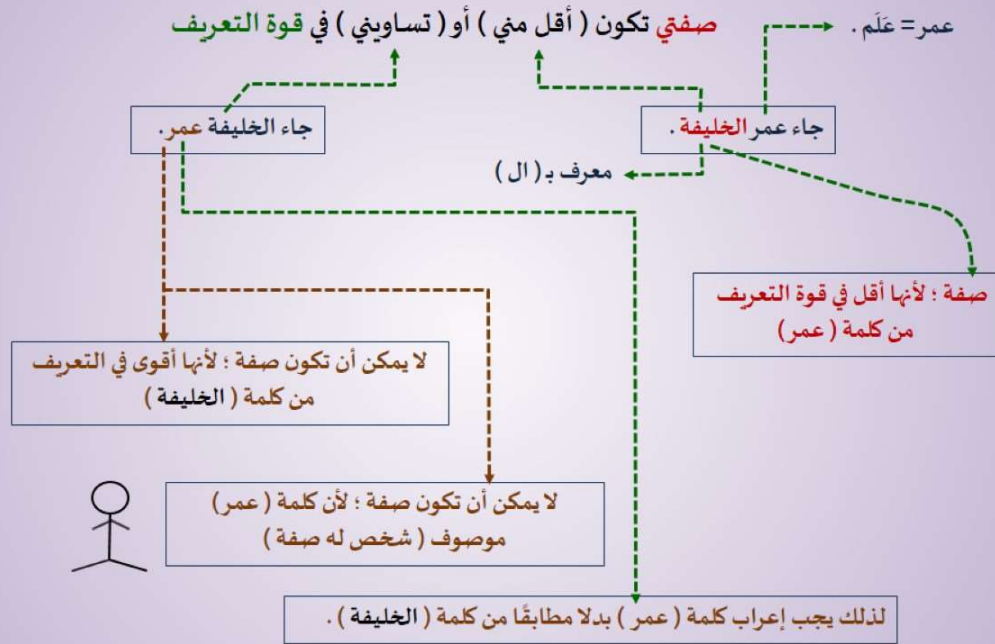 صفتي تكون ( أقل مني ) أو ( تساويني ) في قوة التعريف
عمر = عَلَم .
جاء عمر الخليفة .
جاء الخليفة عمر .
معرف بـ ( ال )
صفة ؛ لأنها أقل في قوة التعريف
من كلمة ( عمر )
لا يمكن أن تكون صفة ؛ لأنها أقوى في التعريف
من كلمة ( الخليفة )
لا يمكن أن تكون صفة ؛ لأن كلمة ( عمر )
موصوف ( شخص له صفة )
لذلك يجب إعراب كلمة ( عمر ) بدلا مطابقًا من كلمة ( الخليفة ) .